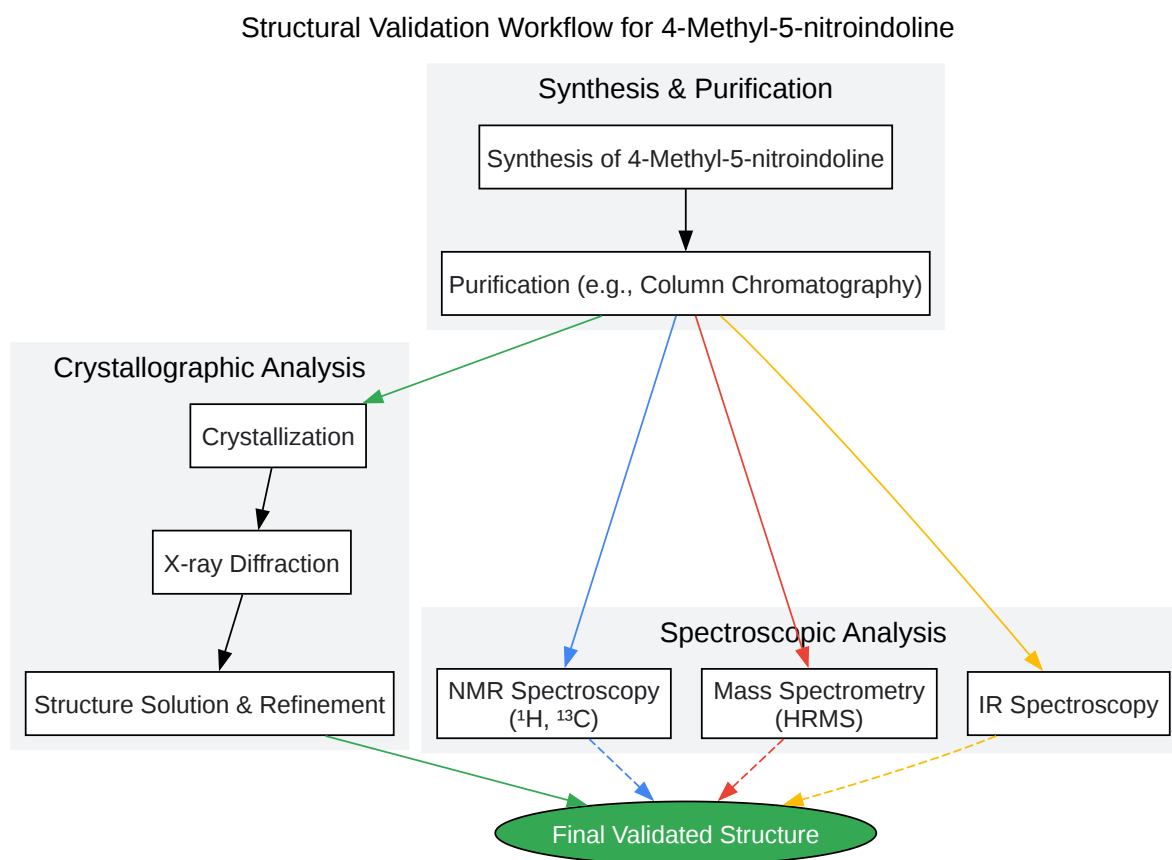 Structural Validation Workflow for 4-Methyl-5-nitroindoline
Synthesis & Purification
Synthesis of 4-Methyl-5-nitroindoline
Purification (e.g., Column Chromatography)
Crystallographic Analysis
Crystallization
X-ray Diffraction
Structure Solution & Refinement
Spectroscopic Analysis
NMR Spectroscopy
(¹H, ¹³C)
Mass Spectrometry
(HRMS)
IR Spectroscopy
Final Validated Structure